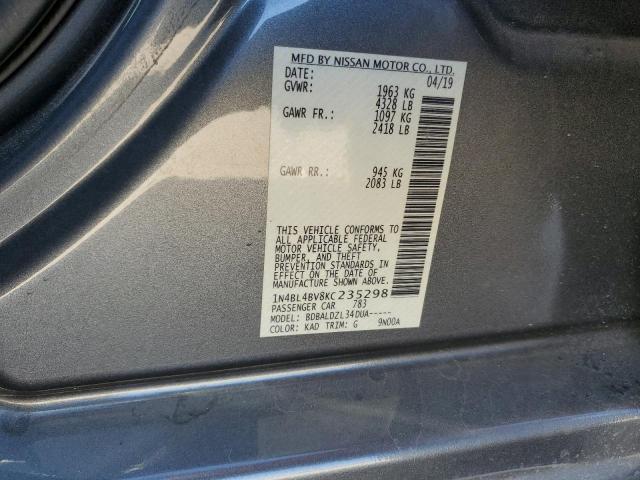 MFD BY NISSAN MOTOR CO., LTD.
DATE: 04/19
GVWR: 1963 KG
4328 LB
GAWR FR.: 1097 KG
2418 LB
GAWR RR.: 945 KG
2083 LB
THIS VEHICLE CONFORMS TO
ALL APPLICABLE FEDERAL
MOTOR VEHICLE SAFETY,
BUMPER, AND THEFT
PREVENTION STANDARDS IN
EFFECT ON THE DATE OF
MANUFACTURE SHOWN ABOVE.
1N4BL4BV8KC235298
PASSENGER CAR 783
MODEL: BDBALDZL34DUA-----
COLOR: KAD TRIM: G 9N00A